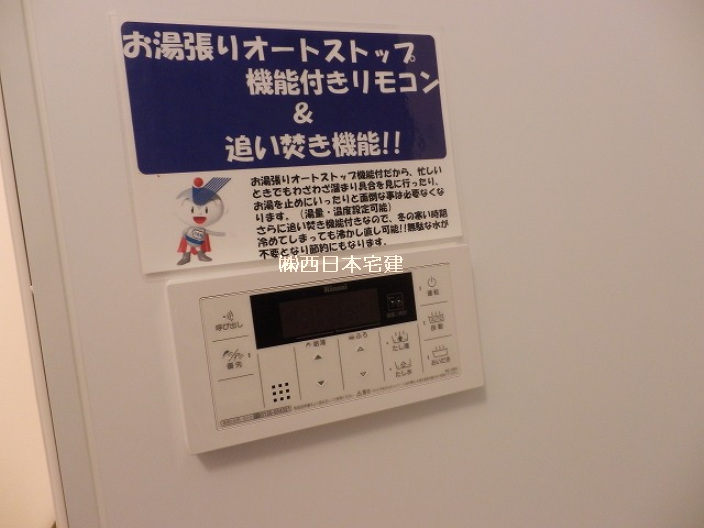 お湯張りオートストップ
機能付きリモコン
&
追い焚き機能!!
お湯張りオートストップ機能付だから、忙しい
ときでもわざわざ溜まり具合を見に行ったり、
お湯を止めにいったりと面倒な事は必要なくな
ります。（湯量・温度設定可能）
さらに追い焚き機能付きなので、冬の寒い時期
冷めてしまっても沸かし直し可能!!無駄な水が
不要となり節約にもなります。
㈱西日本宅建
Rinnai
呼び出し
優先
給湯
ふろ
たし湯
たし水
運転
自動
おいだき